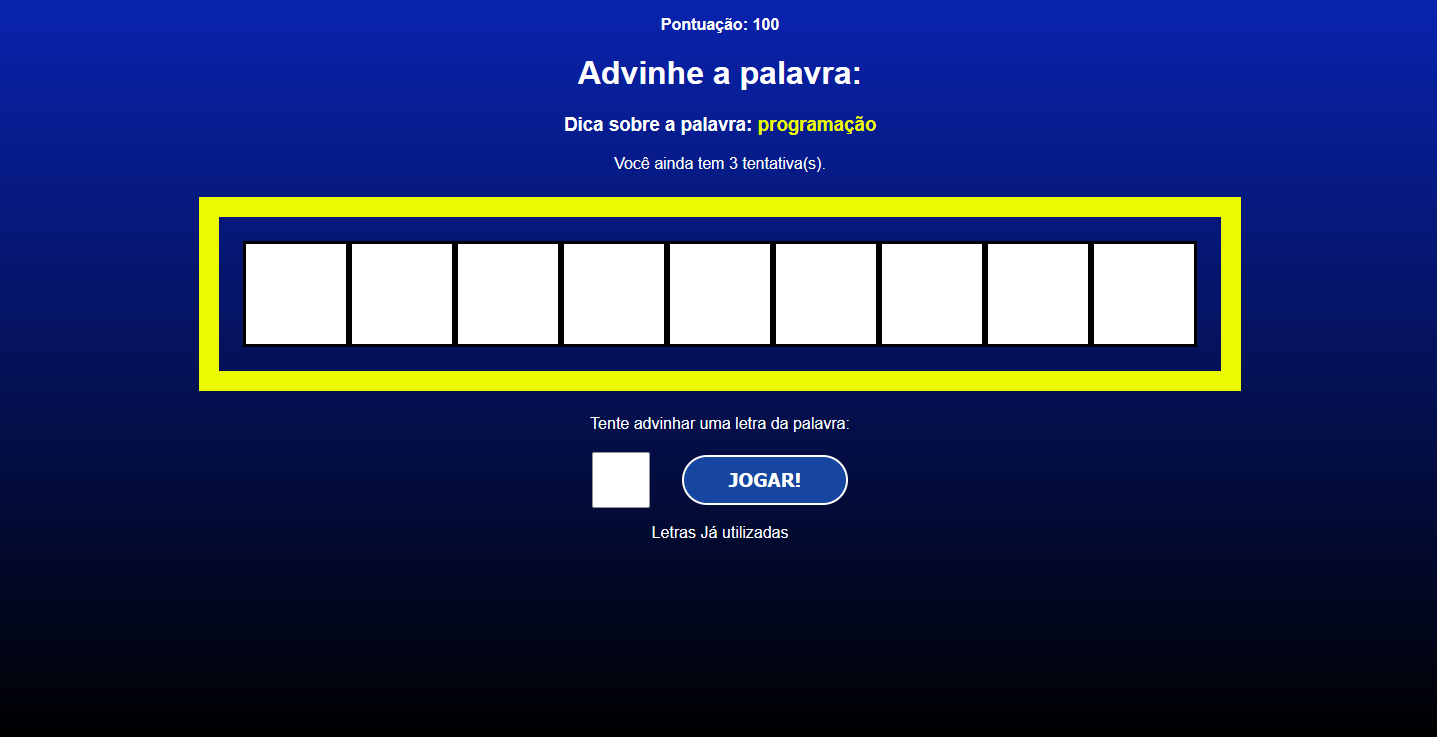 Pontuação: 100
Advinhe a palavra:
Dica sobre a palavra: programação
Você ainda tem 3 tentativa(s).
Tente advinhar uma letra da palavra:
JOGAR!
Letras Já utilizadas